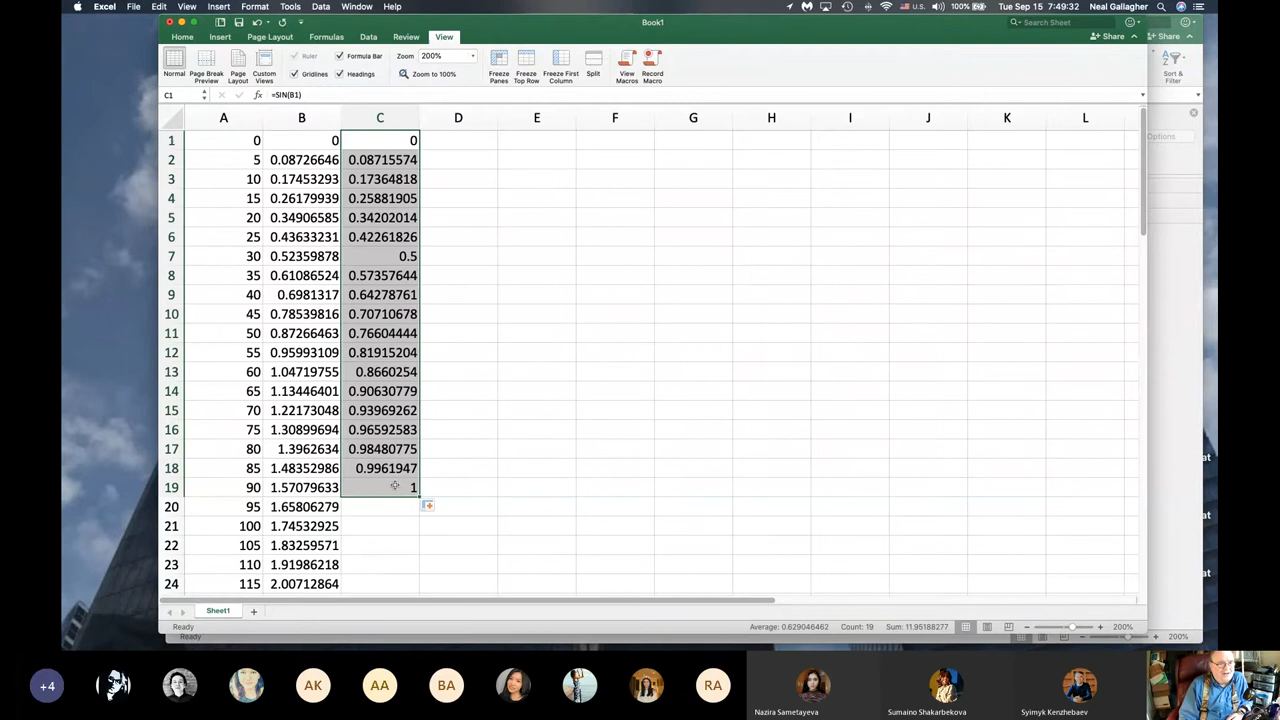 Excel File Edit View Insert Format Tools Data Window Help U.S. 100% Tue Sep 15 7:49:32 Neal Gallagher
Book1 Search Sheet
Home Insert Page Layout Formulas Data Review View Share Share
Ruler Formula Bar Zoom 200%
Gridlines Headings Zoom to 100%
Normal Page Break Preview Page Layout Custom Views Freeze Panes Freeze Top Row Freeze First Column Split View Macros Record Macro Sort & Filter
C1 fx =SIN(B1)
A B C D E F G H I J K L
Options
1 0 0 0
2 5 0.08726646 0.08715574
3 10 0.17453293 0.17364818
4 15 0.26179939 0.25881905
5 20 0.34906585 0.34202014
6 25 0.43633231 0.42261826
7 30 0.52359878 0.5
8 35 0.61086524 0.57357644
9 40 0.6981317 0.64278761
10 45 0.78539816 0.70710678
11 50 0.87266463 0.76604444
12 55 0.95993109 0.81915204
13 60 1.04719755 0.8660254
14 65 1.13446401 0.90630779
15 70 1.22173048 0.93969262
16 75 1.30899694 0.96592583
17 80 1.3962634 0.98480775
18 85 1.48352986 0.9961947
19 90 1.57079633 1
20 95 1.65806279
21 100 1.74532925
22 105 1.83259571
23 110 1.91986218
24 115 2.00712864
Sheet1
Ready Average: 0.629046462 Count: 19 Sum: 11.95188277 200%
Ready 200%
+4 AK AA BA RA
Nazira Sametayeva Sumaino Shakarbekova Syimyk Kenzhebaev